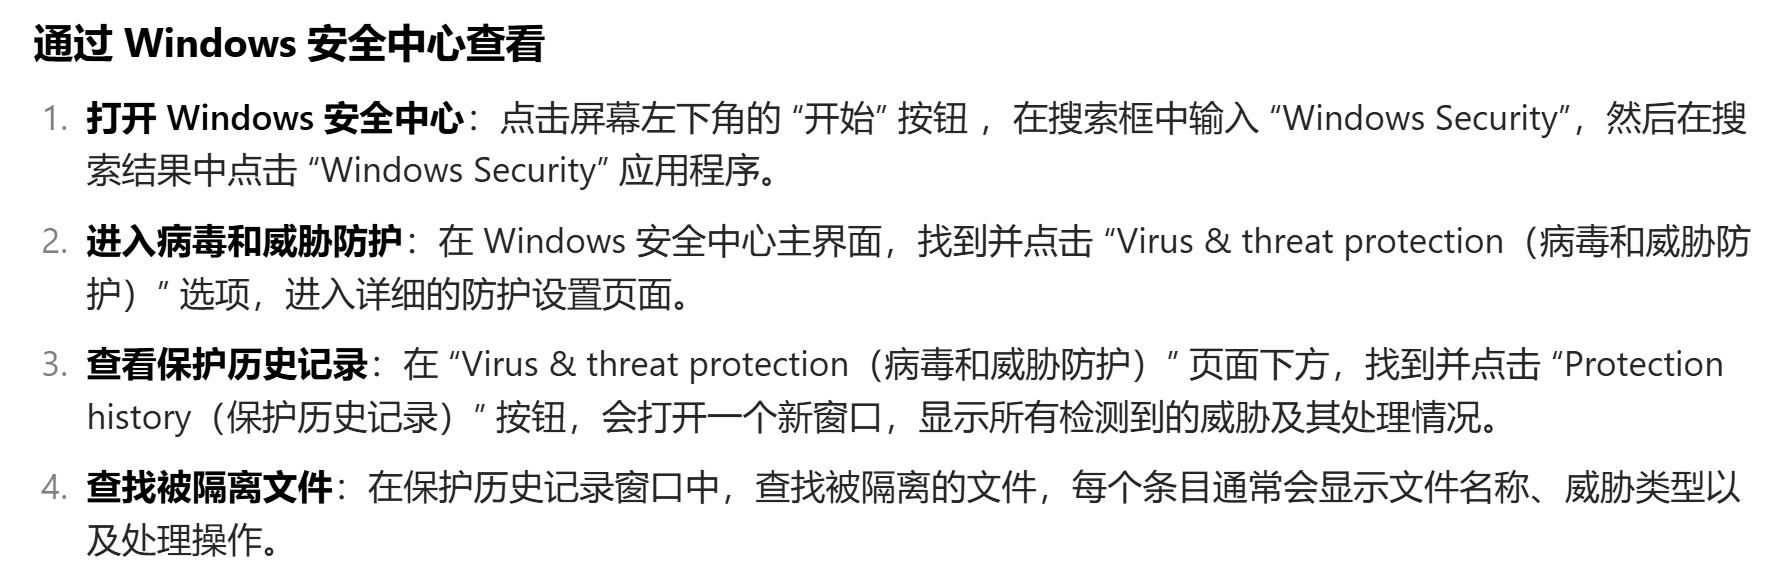 通过 Windows 安全中心查看
1. 打开 Windows 安全中心：点击屏幕左下角的 “开始” 按钮 ，在搜索框中输入 “Windows Security”，然后在搜
索结果中点击 “Windows Security” 应用程序。
2. 进入病毒和威胁防护：在 Windows 安全中心主界面，找到并点击 “Virus & threat protection（病毒和威胁防
护）” 选项，进入详细的防护设置页面。
3. 查看保护历史记录：在 “Virus & threat protection（病毒和威胁防护）” 页面下方，找到并点击 “Protection
history（保护历史记录）” 按钮，会打开一个新窗口，显示所有检测到的威胁及其处理情况。
4. 查找被隔离文件：在保护历史记录窗口中，查找被隔离的文件，每个条目通常会显示文件名称、威胁类型以
及处理操作。